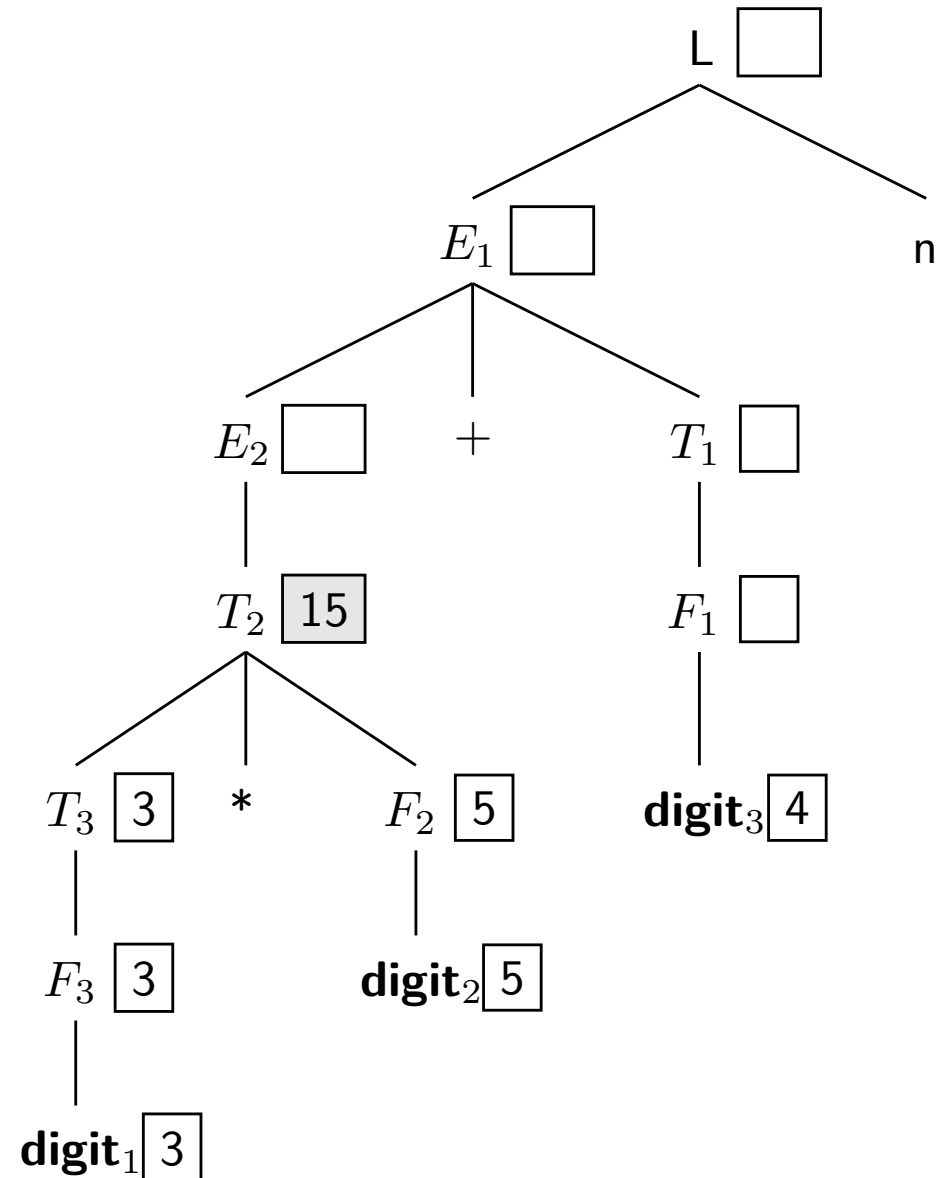 L
E₁ n
E₂ + T₁
T₂ 15 F₁
T₃ 3 * F₂ 5 digit₃ 4
F₃ 3 digit₂ 5
digit₁ 3